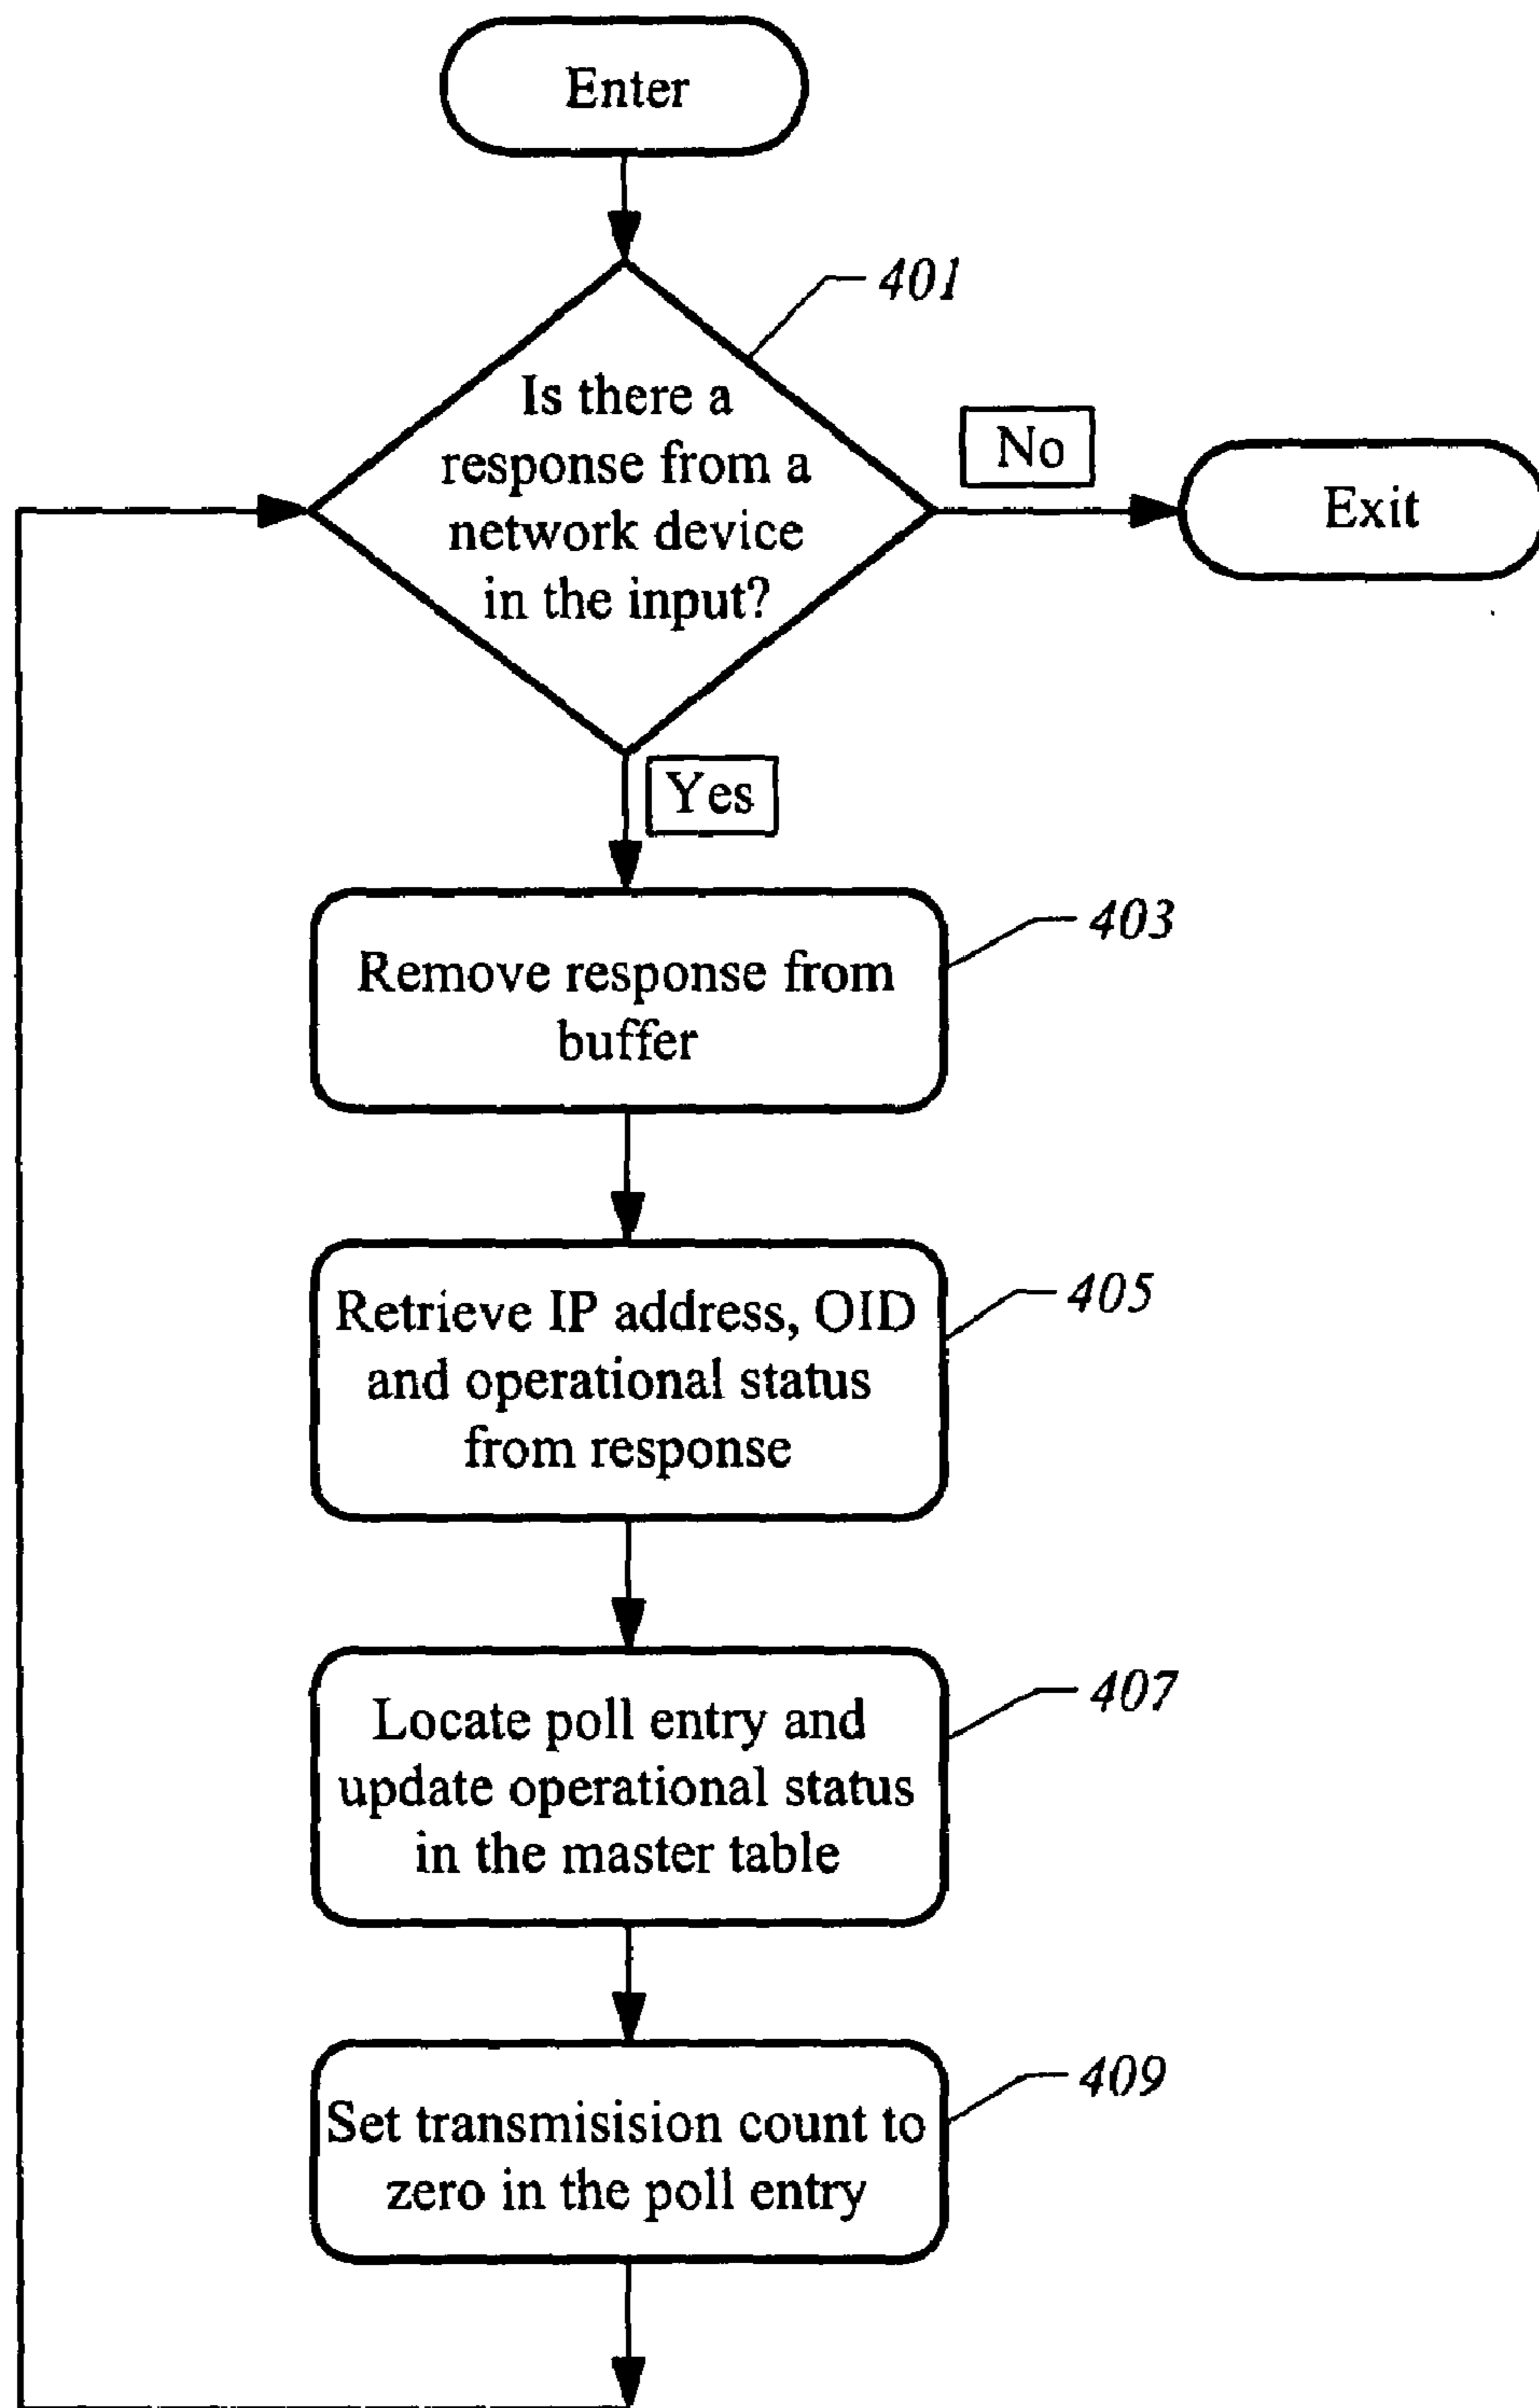 Enter
401
Is there a
response from a
network device
in the input?
No
Exit
Yes
403
Remove response from
buffer
405
Retrieve IP address, OID
and operational status
from response
407
Locate poll entry and
update operational status
in the master table
409
Set transmisision count to
zero in the poll entry